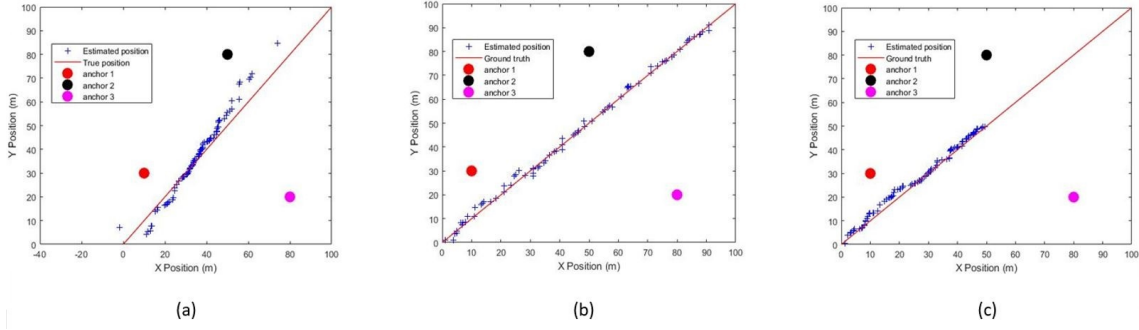 (a)
100
90
80
70
60
50
40
30
20
10
0
-40 -20 0 20 40 60 80 100
Y Position (m)
X Position (m)
Estimated position
True position
anchor 1
anchor 2
anchor 3
(b)
100
90
80
70
60
50
40
30
20
10
0
0 10 20 30 40 50 60 70 80 90 100
Y Position (m)
X Position (m)
Estimated position
Ground truth
anchor 1
anchor 2
anchor 3
(c)
100
90
80
70
60
50
40
30
20
10
0
0 10 20 30 40 50 60 70 80 90 100
Y Position (m)
X Position (m)
Estimated position
Ground truth
anchor 1
anchor 2
anchor 3